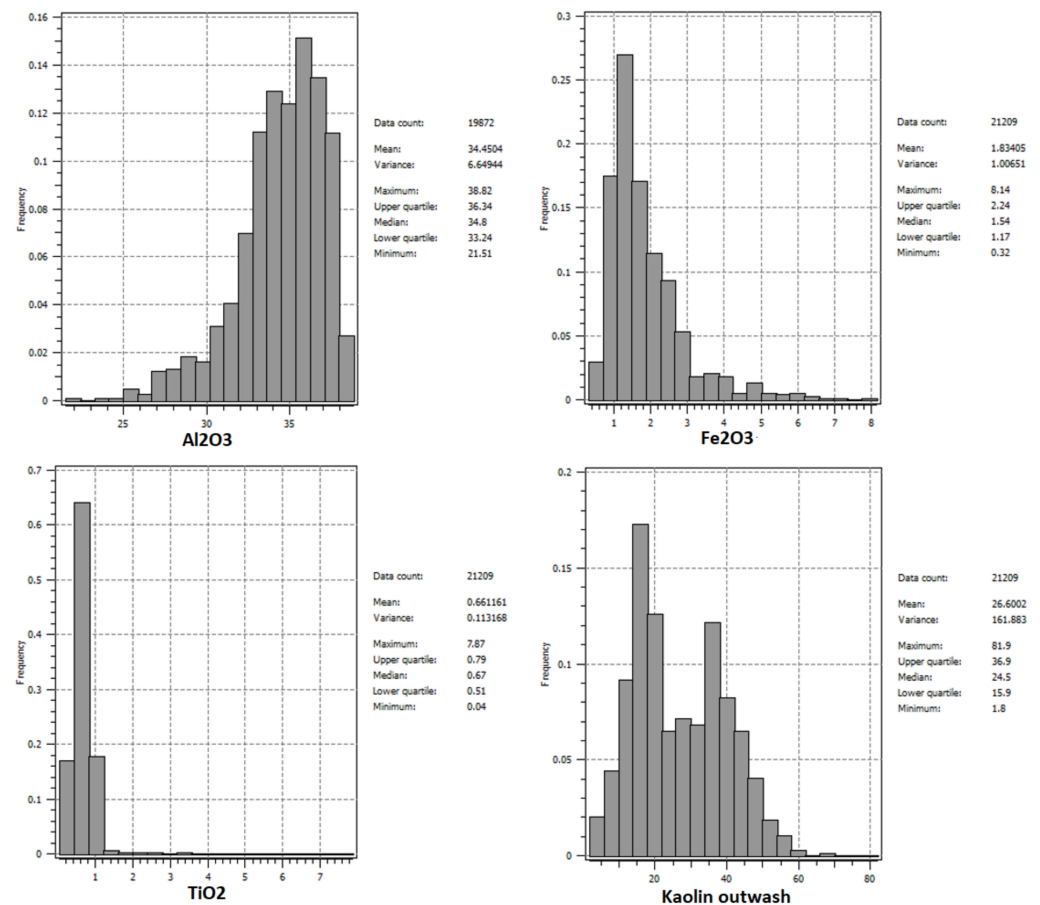 0.16
0.14
0.12
0.1
0.08
0.06
0.04
0.02
0
Frequency
25 30 35
Al2O3
Data count: 19872
Mean: 34.4504
Variance: 6.64944
Maximum: 38.82
Upper quartile: 36.34
Median: 34.8
Lower quartile: 33.24
Minimum: 21.51
0.3
0.25
0.2
0.15
0.1
0.05
0
Frequency
1 2 3 4 5 6 7 8
Fe2O3
Data count: 21209
Mean: 1.83405
Variance: 1.00651
Maximum: 8.14
Upper quartile: 2.24
Median: 1.54
Lower quartile: 1.17
Minimum: 0.32
0.7
0.6
0.5
0.4
0.3
0.2
0.1
0
Frequency
1 2 3 4 5 6 7
TiO2
Data count: 21209
Mean: 0.661161
Variance: 0.113168
Maximum: 7.87
Upper quartile: 0.79
Median: 0.67
Lower quartile: 0.51
Minimum: 0.04
0.2
0.15
0.1
0.05
0
Frequency
20 40 60 80
Kaolin outwash
Data count: 21209
Mean: 26.6002
Variance: 161.883
Maximum: 81.9
Upper quartile: 36.9
Median: 24.5
Lower quartile: 15.9
Minimum: 1.8